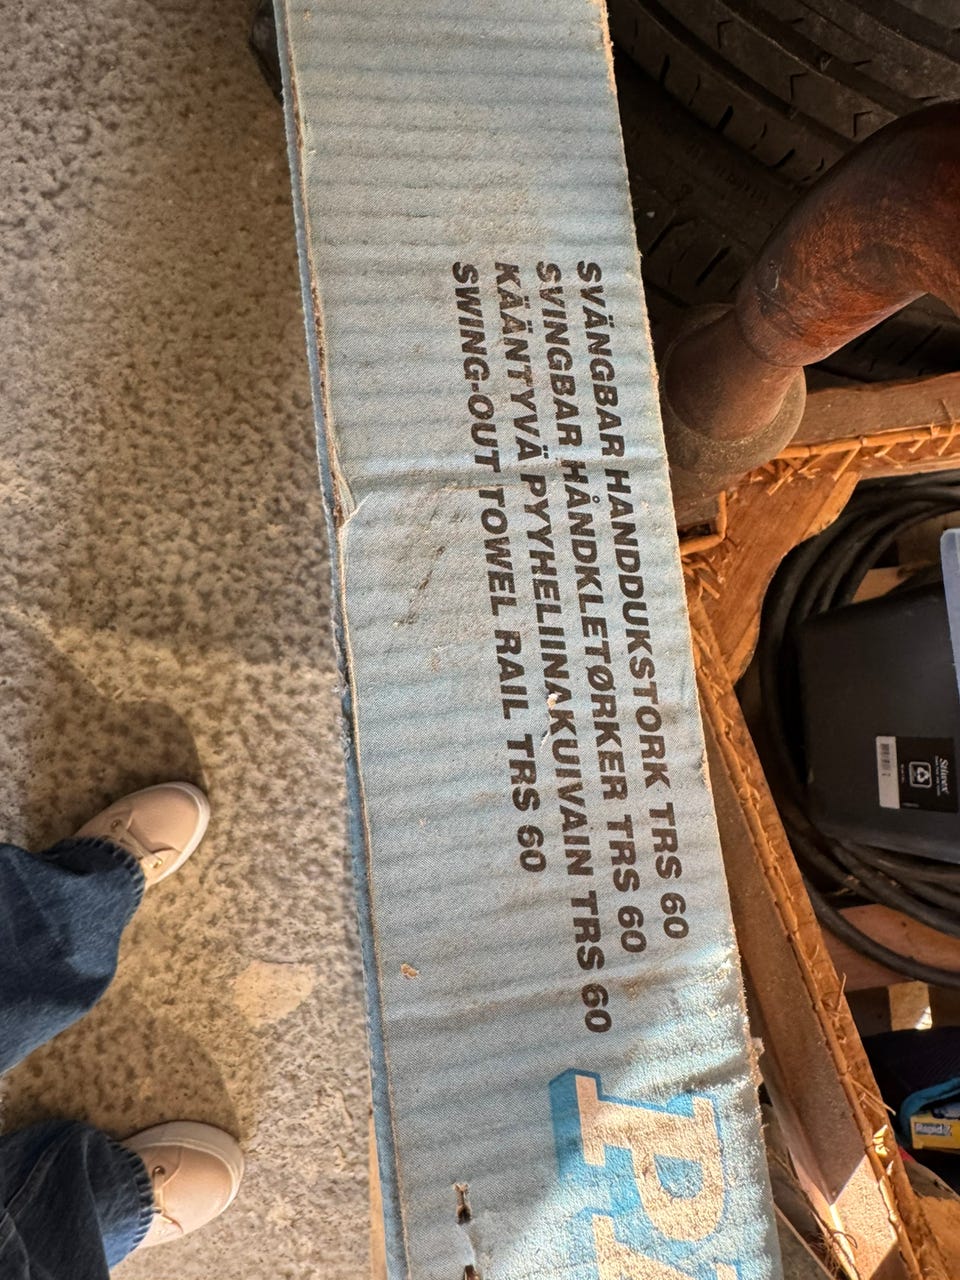 SVÄNGBAR HANDDUKSTORK TRS 60
SVINGBAR HÅNDKLETØRKER TRS 60
KÄÄNTYVÄ PYYHELIINAKUIVAIN TRS 60
SWING-OUT TOWEL RAIL TRS 60